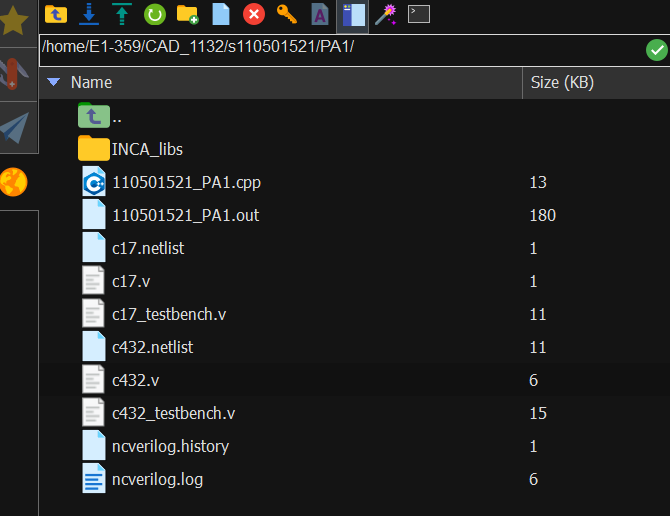 /home/E1-359/CAD_1132/s110501521/PA1/
Name Size (KB)
..
INCA_libs
110501521_PA1.cpp 13
110501521_PA1.out 180
c17.netlist 1
c17.v 1
c17_testbench.v 11
c432.netlist 11
c432.v 6
c432_testbench.v 15
ncverilog.history 1
ncverilog.log 6